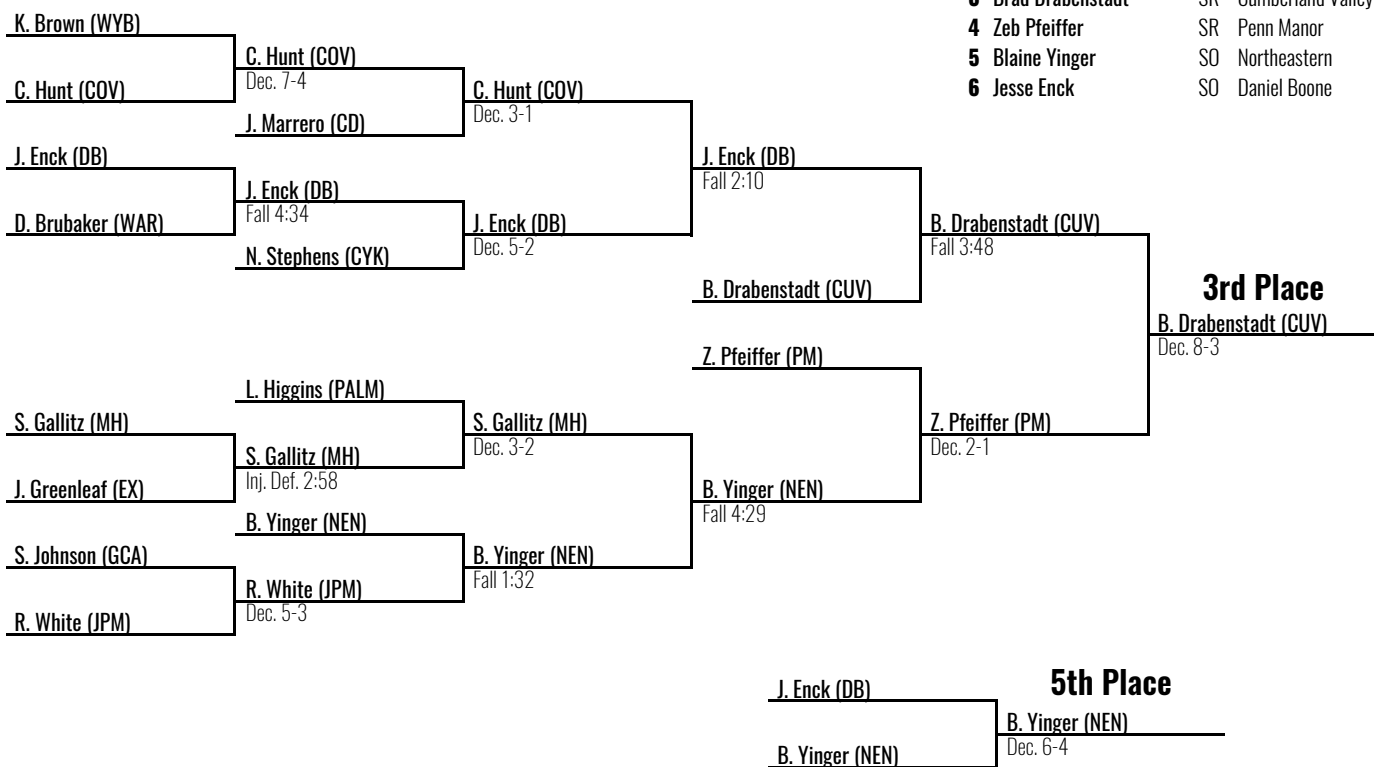 3 Brad Drabenstadt SR Cumberland Valley
4 Zeb Pfeiffer SR Penn Manor
5 Blaine Yinger SO Northeastern
6 Jesse Enck SO Daniel Boone
K. Brown (WYB)
C. Hunt (COV)
J. Enck (DB)
D. Brubaker (WAR)
C. Hunt (COV)
Dec. 7-4
J. Marrero (CD)
J. Enck (DB)
Fall 4:34
N. Stephens (CYK)
C. Hunt (COV)
Dec. 3-1
J. Enck (DB)
Dec. 5-2
J. Enck (DB)
Fall 2:10
B. Drabenstadt (CUV)
B. Drabenstadt (CUV)
Fall 3:48
3rd Place
B. Drabenstadt (CUV)
Dec. 8-3
Z. Pfeiffer (PM)
Z. Pfeiffer (PM)
Dec. 2-1
L. Higgins (PALM)
S. Gallitz (MH)
J. Greenleaf (EX)
S. Gallitz (MH)
Inj. Def. 2:58
S. Gallitz (MH)
Dec. 3-2
B. Yinger (NEN)
Fall 4:29
B. Yinger (NEN)
S. Johnson (GCA)
R. White (JPM)
R. White (JPM)
Dec. 5-3
B. Yinger (NEN)
Fall 1:32
5th Place
J. Enck (DB)
B. Yinger (NEN)
B. Yinger (NEN)
Dec. 6-4